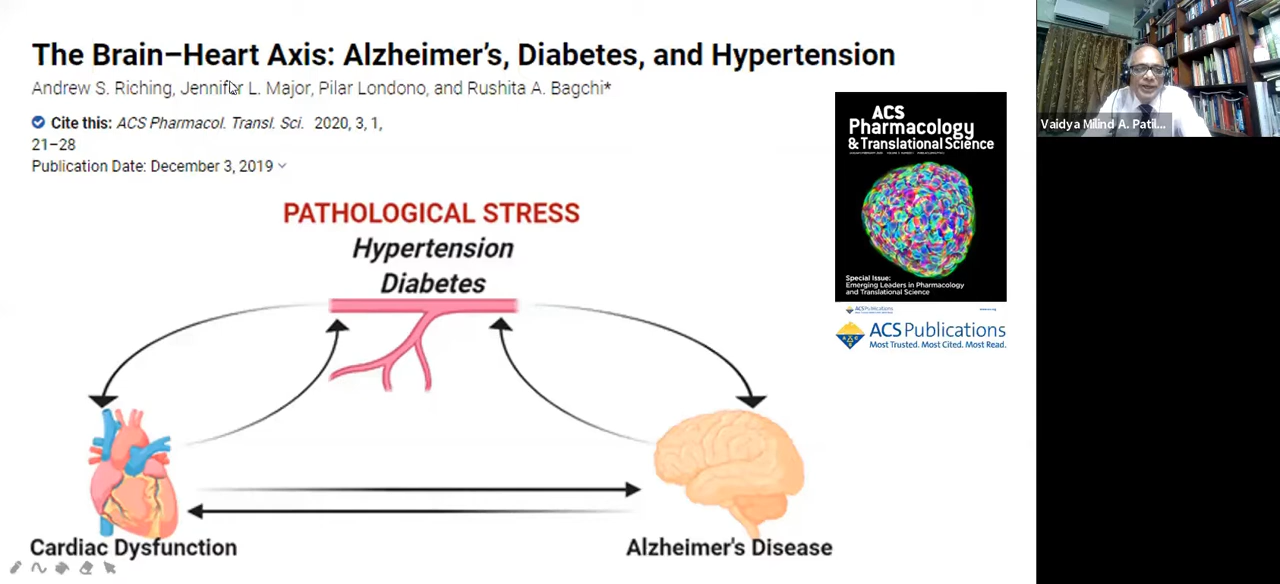 The Brain–Heart Axis: Alzheimer's, Diabetes, and Hypertension
Andrew S. Riching, Jennifer L. Major, Pilar Londono, and Rushita A. Bagchi*
Cite this: ACS Pharmacol. Transl. Sci. 2020, 3, 1,
21–28
Publication Date: December 3, 2019
PATHOLOGICAL STRESS
Hypertension
Diabetes
Cardiac Dysfunction
Alzheimer's Disease
ACS
Pharmacology
& Translational Science
Special Issue:
Emerging Leaders in Pharmacology
and Translational Science
ACS Publications
ACS Publications
Most Trusted. Most Cited. Most Read.
Vaidya Milind A. Patil...